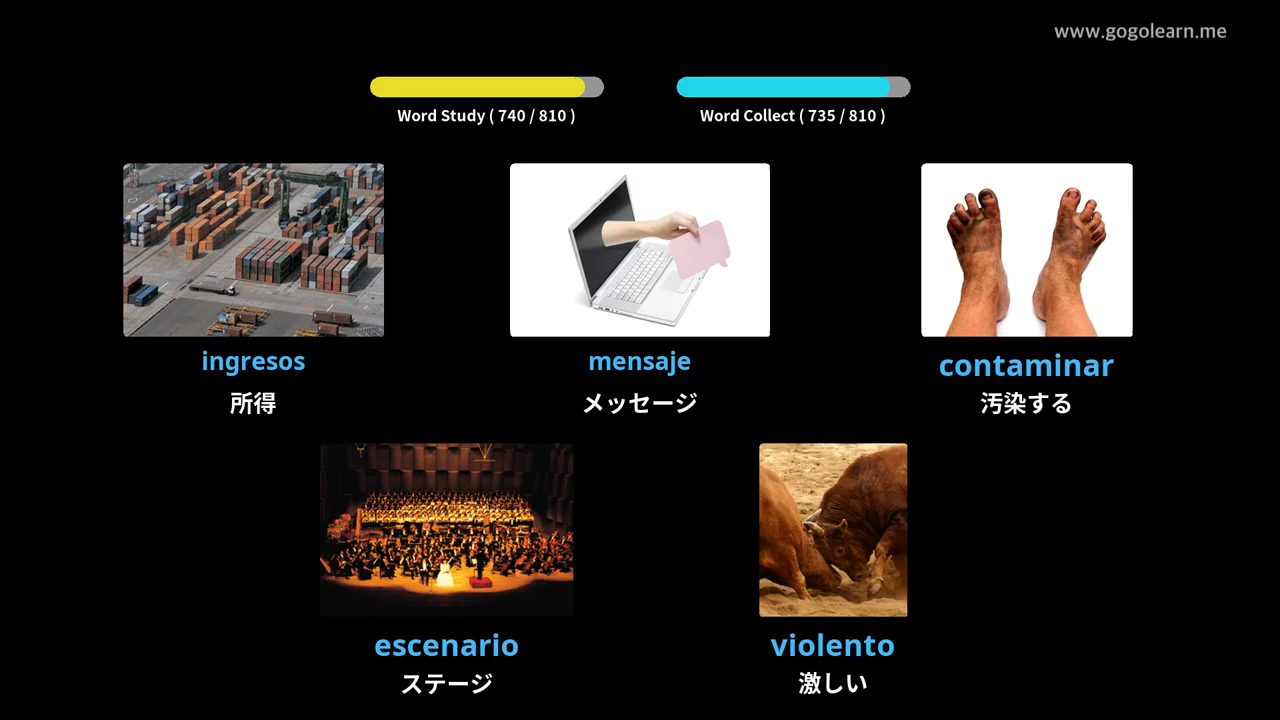 www.gogolearn.me
Word Study ( 740 / 810 )
Word Collect ( 735 / 810 )
ingresos
所得
mensaje
メッセージ
contaminar
汚染する
escenario
ステージ
violento
激しい